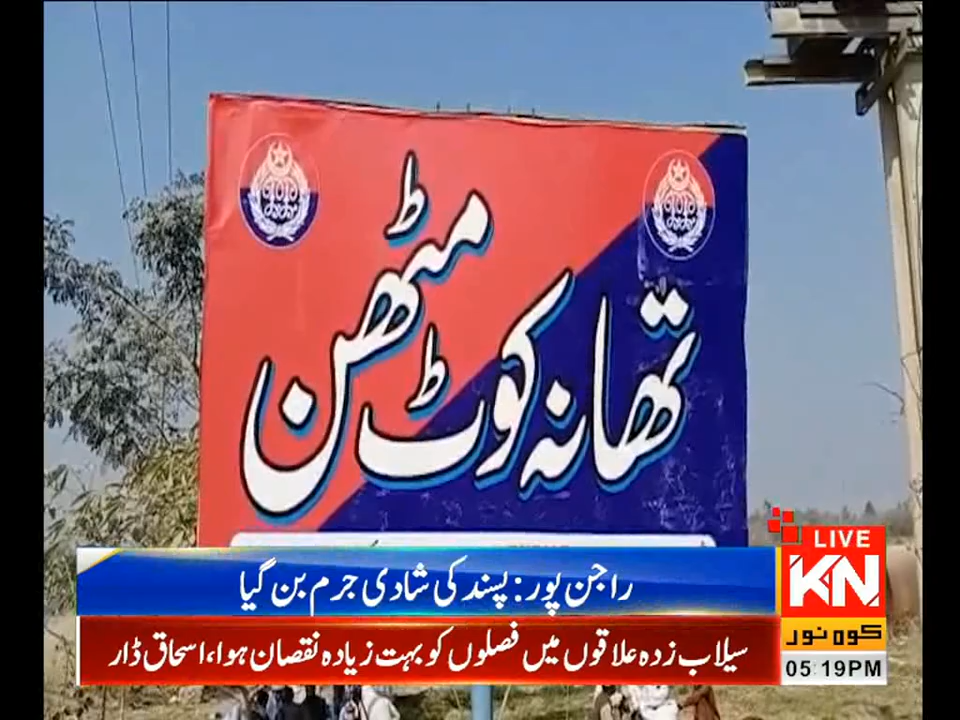 تھانہ کوٹ مٹھن
راجن پور: پسند کی شادی جرم بن گیا
سیلاب زدہ علاقوں میں فصلوں کو بہت زیادہ نقصان ہوا، اسحاق ڈار
LIVE
KN
کوہ نور
05:19PM